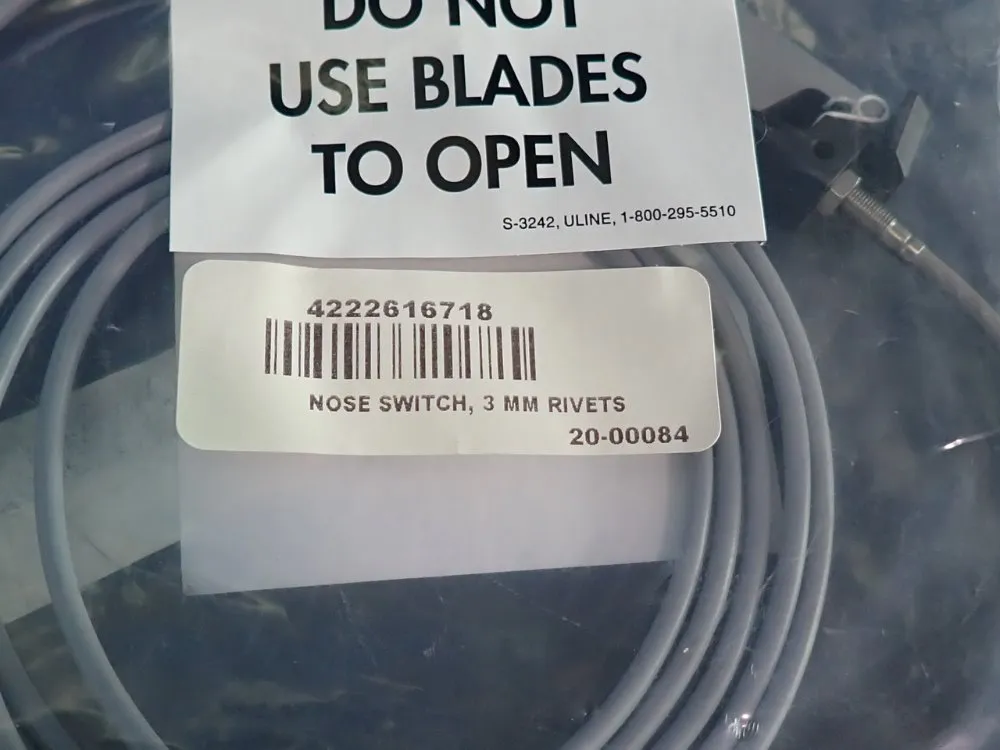 DO NOT
USE BLADES
TO OPEN
S-3242, ULINE, 1-800-295-5510
4222616718
NOSE SWITCH, 3 MM RIVETS
20-00084